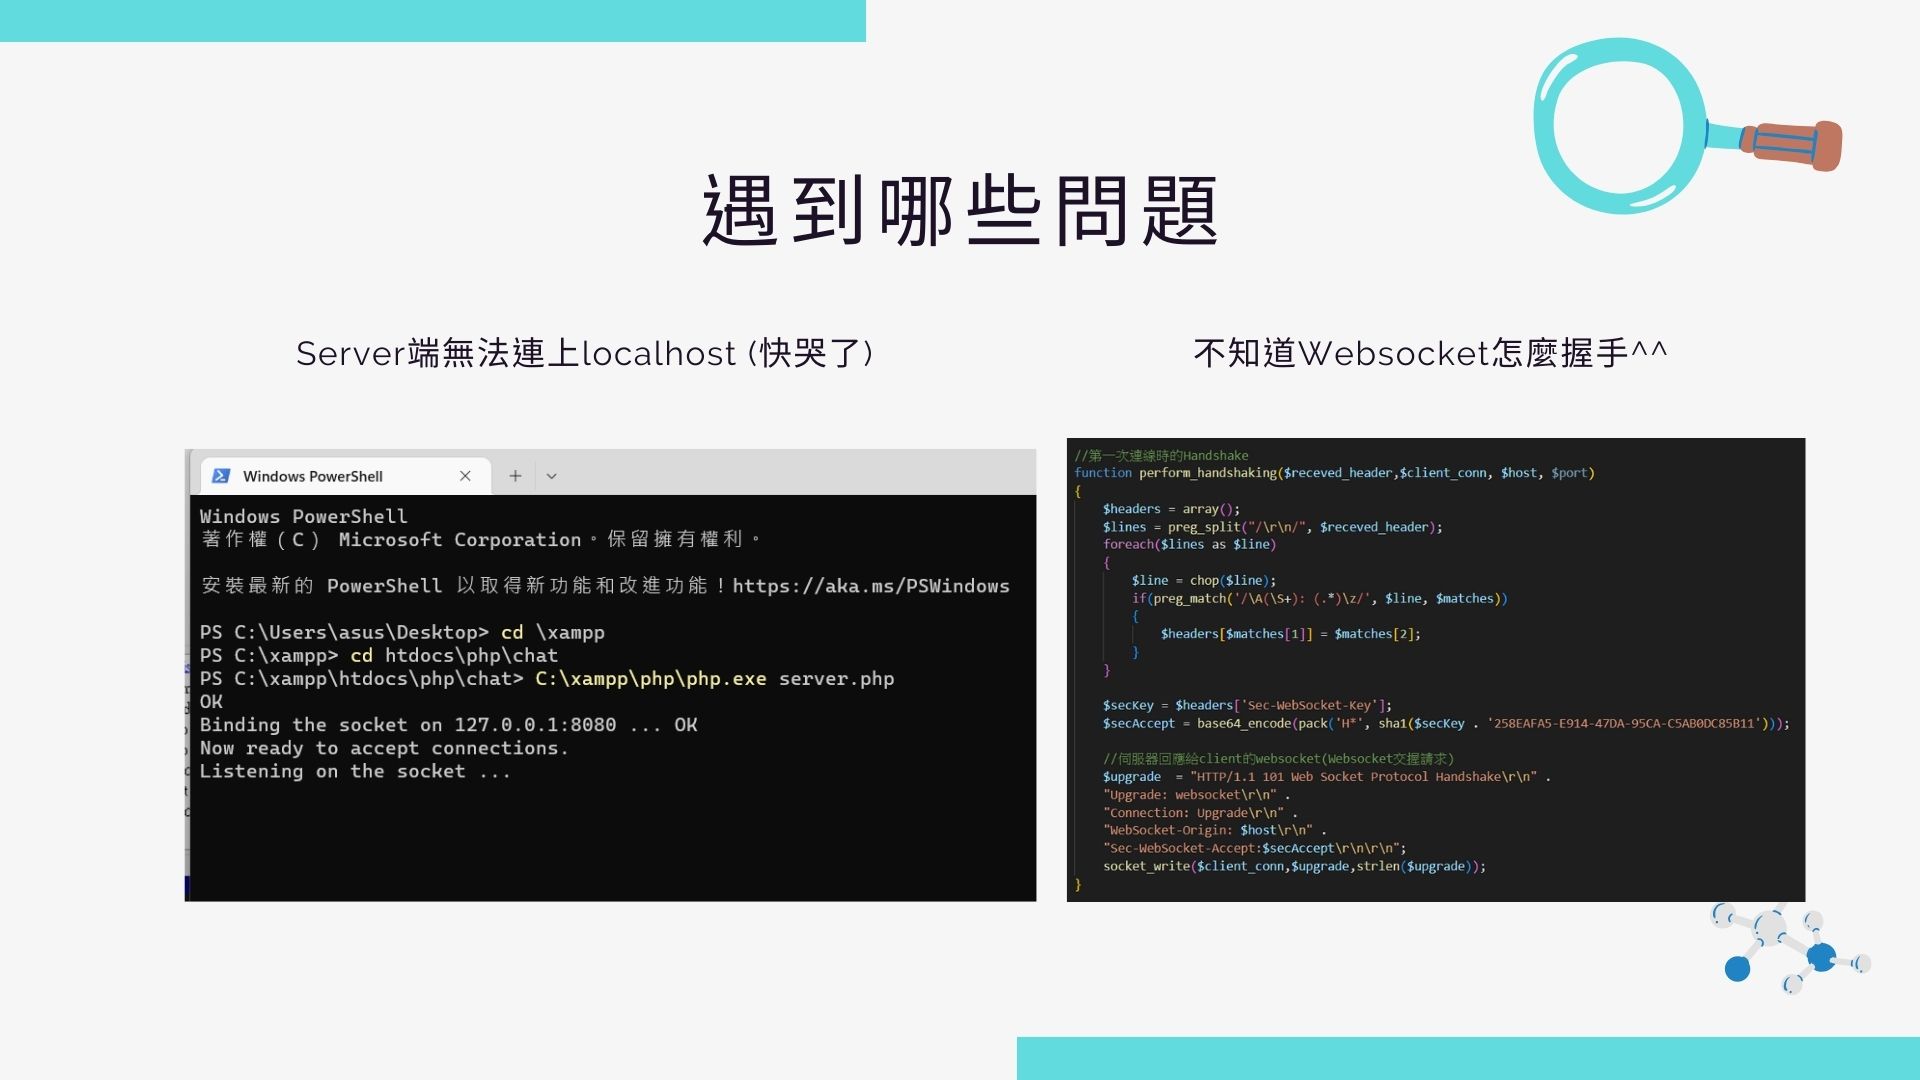 遇到哪些問題
Server端無法連上localhost (快哭了)
不知道Websocket怎麼握手^^
Windows PowerShell
Windows PowerShell
著作權 (C) Microsoft Corporation。保留擁有權利。
安裝最新的 PowerShell 以取得新功能和改進功能！https://aka.ms/PSWindows
PS C:\Users\asus\Desktop> cd \xampp
PS C:\xampp> cd htdocs\php\chat
PS C:\xampp\htdocs\php\chat> C:\xampp\php\php.exe server.php
OK
Binding the socket on 127.0.0.1:8080 ... OK
Now ready to accept connections.
Listening on the socket ...
//第一次連線時的Handshake
function perform_handshaking($receved_header,$client_conn, $host, $port)
{
$headers = array();
$lines = preg_split("/\r\n/", $receved_header);
foreach($lines as $line)
{
$line = chop($line);
if(preg_match('/\A(\S+): (.*)\z/', $line, $matches))
{
$headers[$matches[1]] = $matches[2];
}
}
$secKey = $headers['Sec-WebSocket-Key'];
$secAccept = base64_encode(pack('H*', sha1($secKey . '258EAFA5-E914-47DA-95CA-C5AB0DC85B11')));
//伺服器回應給client的websocket(Websocket交握請求)
$upgrade  = "HTTP/1.1 101 Web Socket Protocol Handshake\r\n" .
"Upgrade: websocket\r\n" .
"Connection: Upgrade\r\n" .
"WebSocket-Origin: $host\r\n" .
"Sec-WebSocket-Accept:$secAccept\r\n\r\n";
socket_write($client_conn,$upgrade,strlen($upgrade));
}